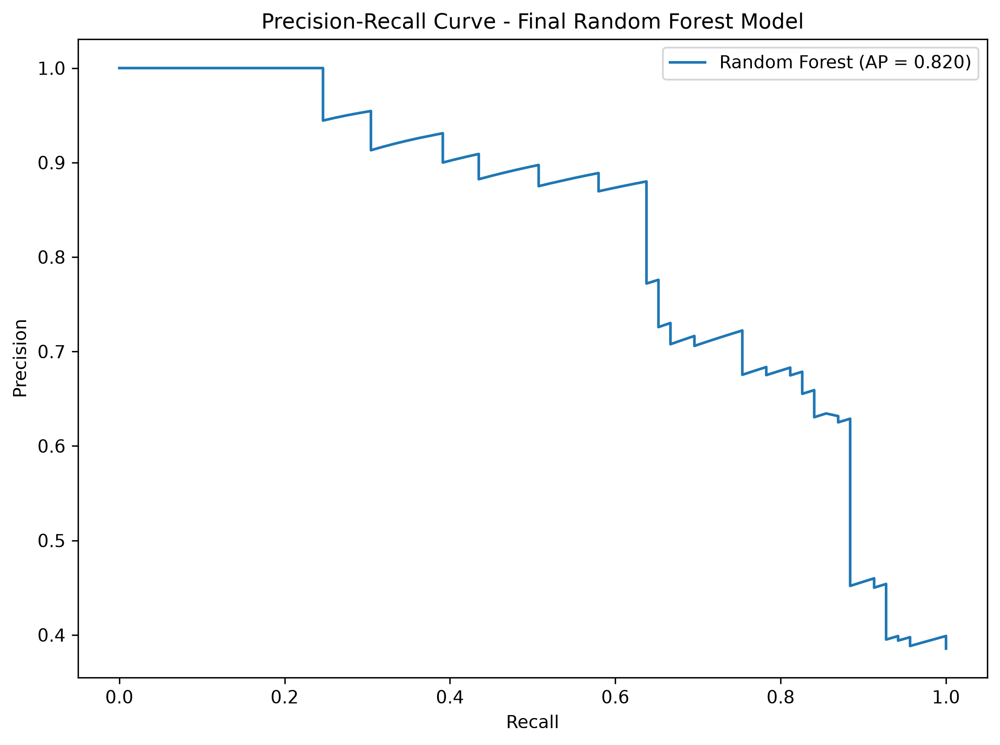 Precision-Recall Curve - Final Random Forest Model
Random Forest (AP = 0.820)
1.0
0.9
0.8
0.7
0.6
0.5
0.4
Precision
0.0 0.2 0.4 0.6 0.8 1.0
Recall